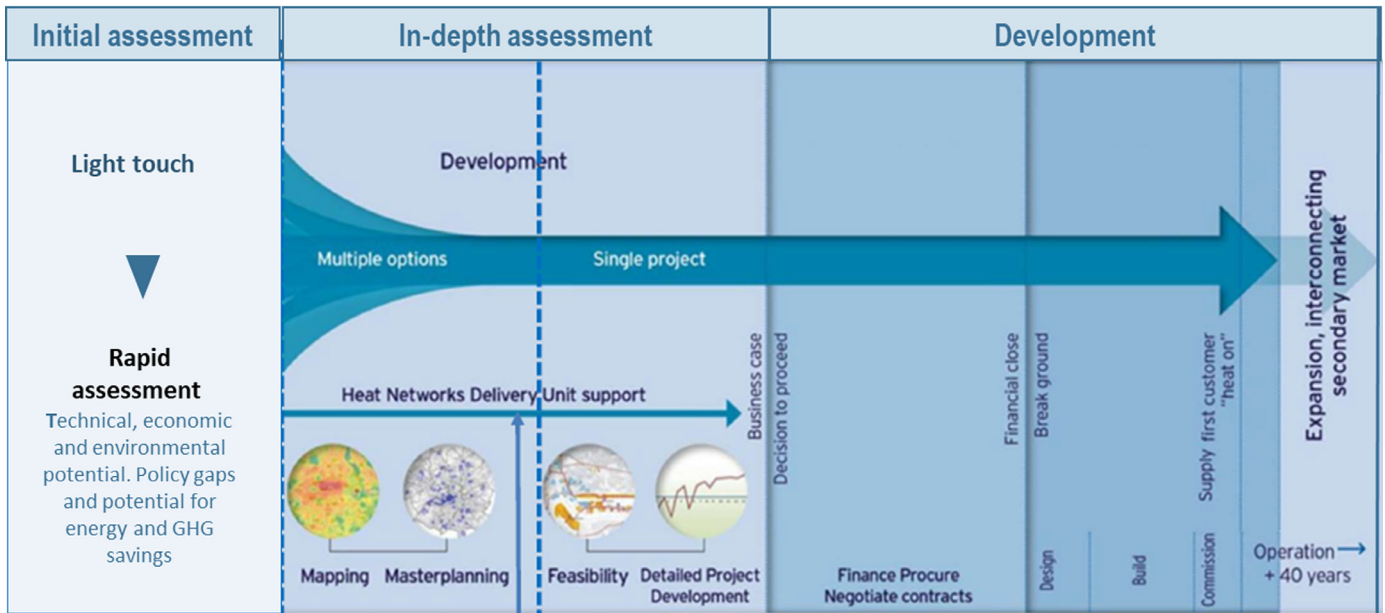 Initial assessment
In-depth assessment
Development
Light touch
Rapid
assessment
Technical, economic
and environmental
potential. Policy gaps
and potential for
energy and GHG
savings
Development
Multiple options
Single project
Heat Networks Delivery Unit support
Mapping
Masterplanning
Feasibility
Detailed Project
Development
Business case
Decision to proceed
Finance Procure
Negotiate contracts
Financial close
Break ground
Design
Build
Commission
Supply first customer
"heat on"
Operation
+ 40 years
Expansion, interconnecting
secondary market